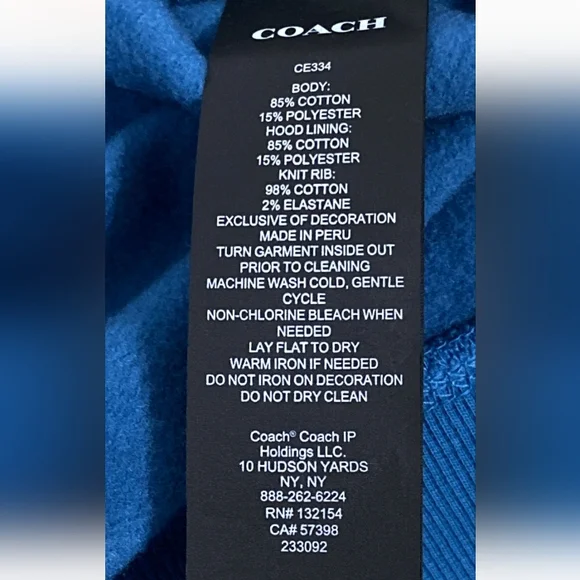 COACH
CE334
BODY:
85% COTTON
15% POLYESTER
HOOD LINING:
85% COTTON
15% POLYESTER
KNIT RIB:
98% COTTON
2% ELASTANE
EXCLUSIVE OF DECORATION
MADE IN PERU
TURN GARMENT INSIDE OUT
PRIOR TO CLEANING
MACHINE WASH COLD, GENTLE
CYCLE
NON-CHLORINE BLEACH WHEN
NEEDED
LAY FLAT TO DRY
WARM IRON IF NEEDED
DO NOT IRON ON DECORATION
DO NOT DRY CLEAN
Coach® Coach IP
Holdings LLC.
10 HUDSON YARDS
NY, NY
888-262-6224
RN# 132154
CA# 57398
233092